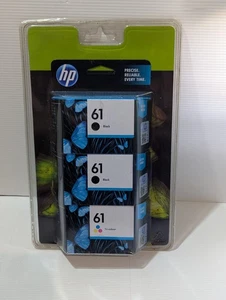 hp
PRECISE.
RELIABLE.
EVERY TIME.
61
Black
61
Black
61
Tri-color